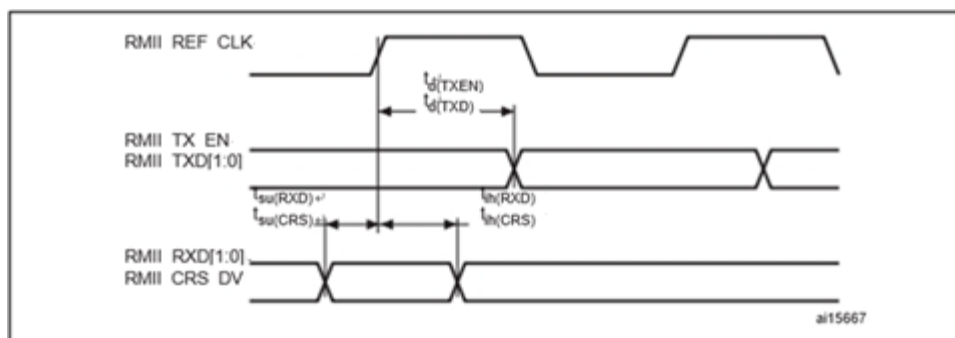 RMII REF CLK
td(TXEN)
td(TXD)
RMII TX EN
RMII TXD[1:0]
tsu(RXD)
tih(RXD)
tsu(CRS)
tih(CRS)
RMII RXD[1:0]
RMII CRS DV
ai15667